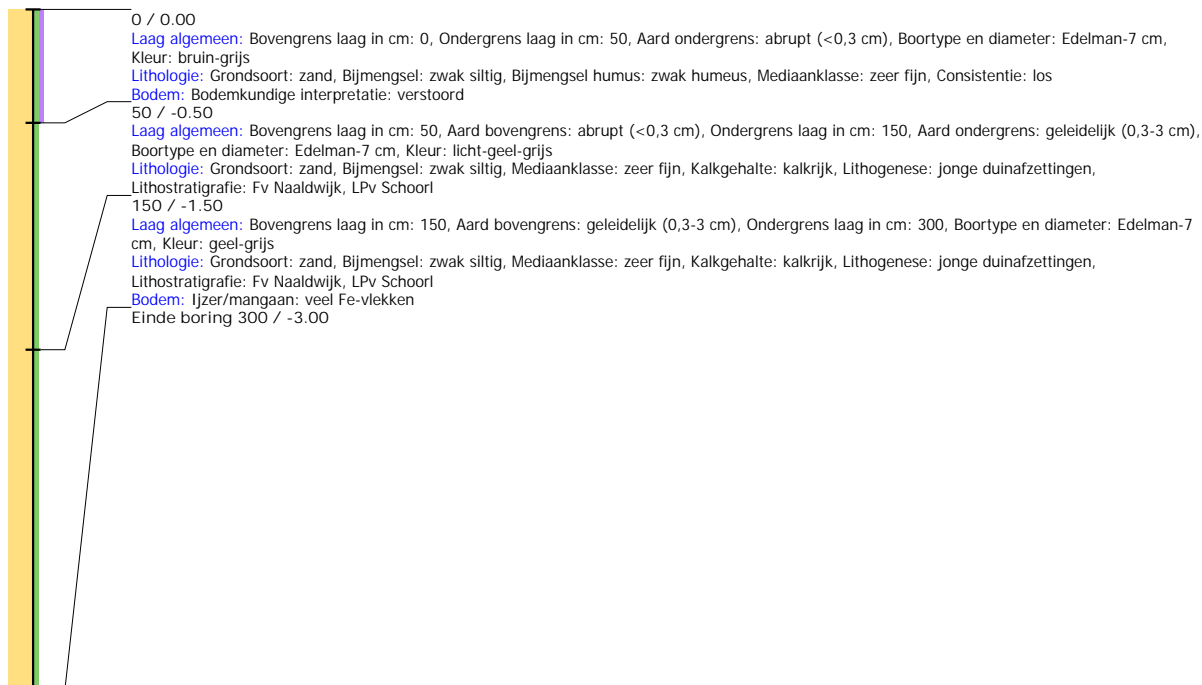 0 / 0.00
Laag algemeen: Bovengrens laag in cm: 0, Ondergrens laag in cm: 50, Aard ondergrens: abrupt (<0,3 cm), Boortype en diameter: Edelman-7 cm,
Kleur: bruin-grijs
Lithologie: Grondsoort: zand, Bijmengsel: zwak siltig, Bijmengsel humus: zwak humeus, Mediaanklasse: zeer fijn, Consistentie: los
Bodem: Bodemkundige interpretatie: verstoord
50 / -0.50
Laag algemeen: Bovengrens laag in cm: 50, Aard bovengrens: abrupt (<0,3 cm), Ondergrens laag in cm: 150, Aard ondergrens: geleidelijk (0,3-3 cm),
Boortype en diameter: Edelman-7 cm, Kleur: licht-geel-grijs
Lithologie: Grondsoort: zand, Bijmengsel: zwak siltig, Mediaanklasse: zeer fijn, Kalkgehalte: kalkrijk, Lithogenese: jonge duinafzettingen,
Lithostratigrafie: Fv Naaldwijk, LPv Schoorl
150 / -1.50
Laag algemeen: Bovengrens laag in cm: 150, Aard bovengrens: geleidelijk (0,3-3 cm), Ondergrens laag in cm: 300, Boortype en diameter: Edelman-7
cm, Kleur: geel-grijs
Lithologie: Grondsoort: zand, Bijmengsel: zwak siltig, Mediaanklasse: zeer fijn, Kalkgehalte: kalkrijk, Lithogenese: jonge duinafzettingen,
Lithostratigrafie: Fv Naaldwijk, LPv Schoorl
Bodem: Ijzer/mangaan: veel Fe-vlekken
Einde boring 300 / -3.00